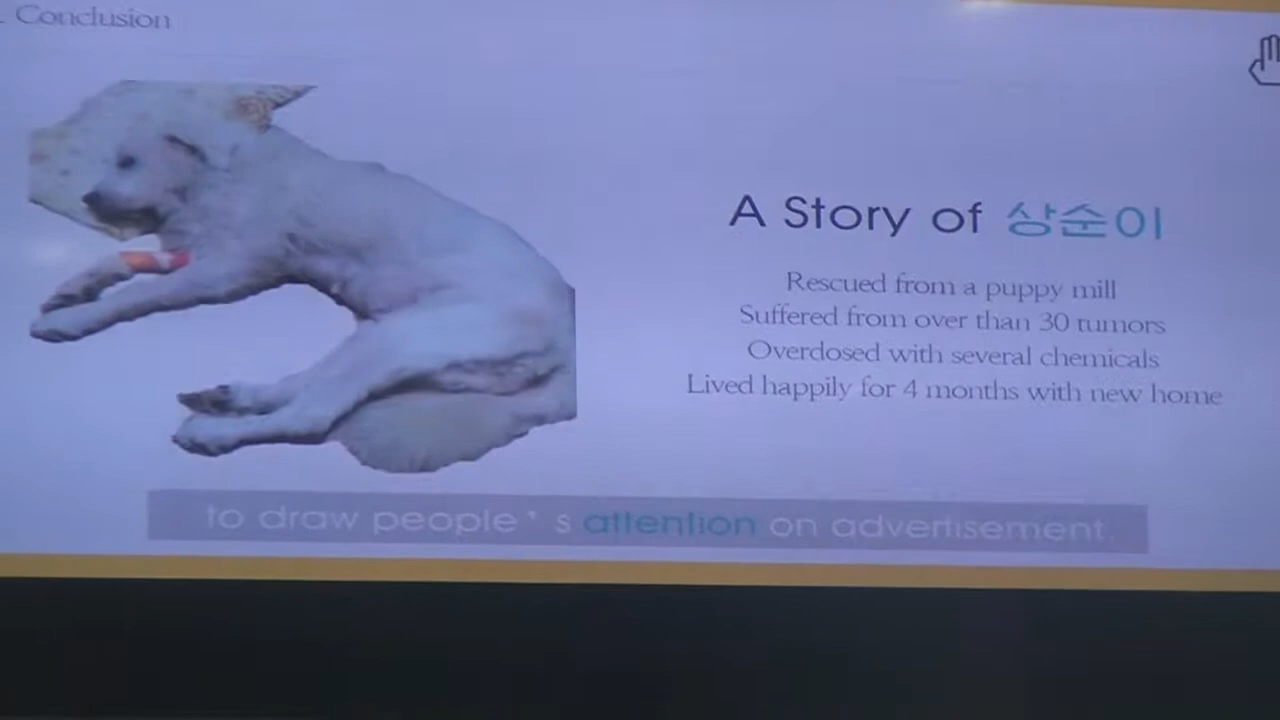 . Conclusion
A Story of 상순이
Rescued from a puppy mill
Suffered from over than 30 tumors
Overdosed with several chemicals
Lived happily for 4 months with new home
to draw people's attention on advertisement.